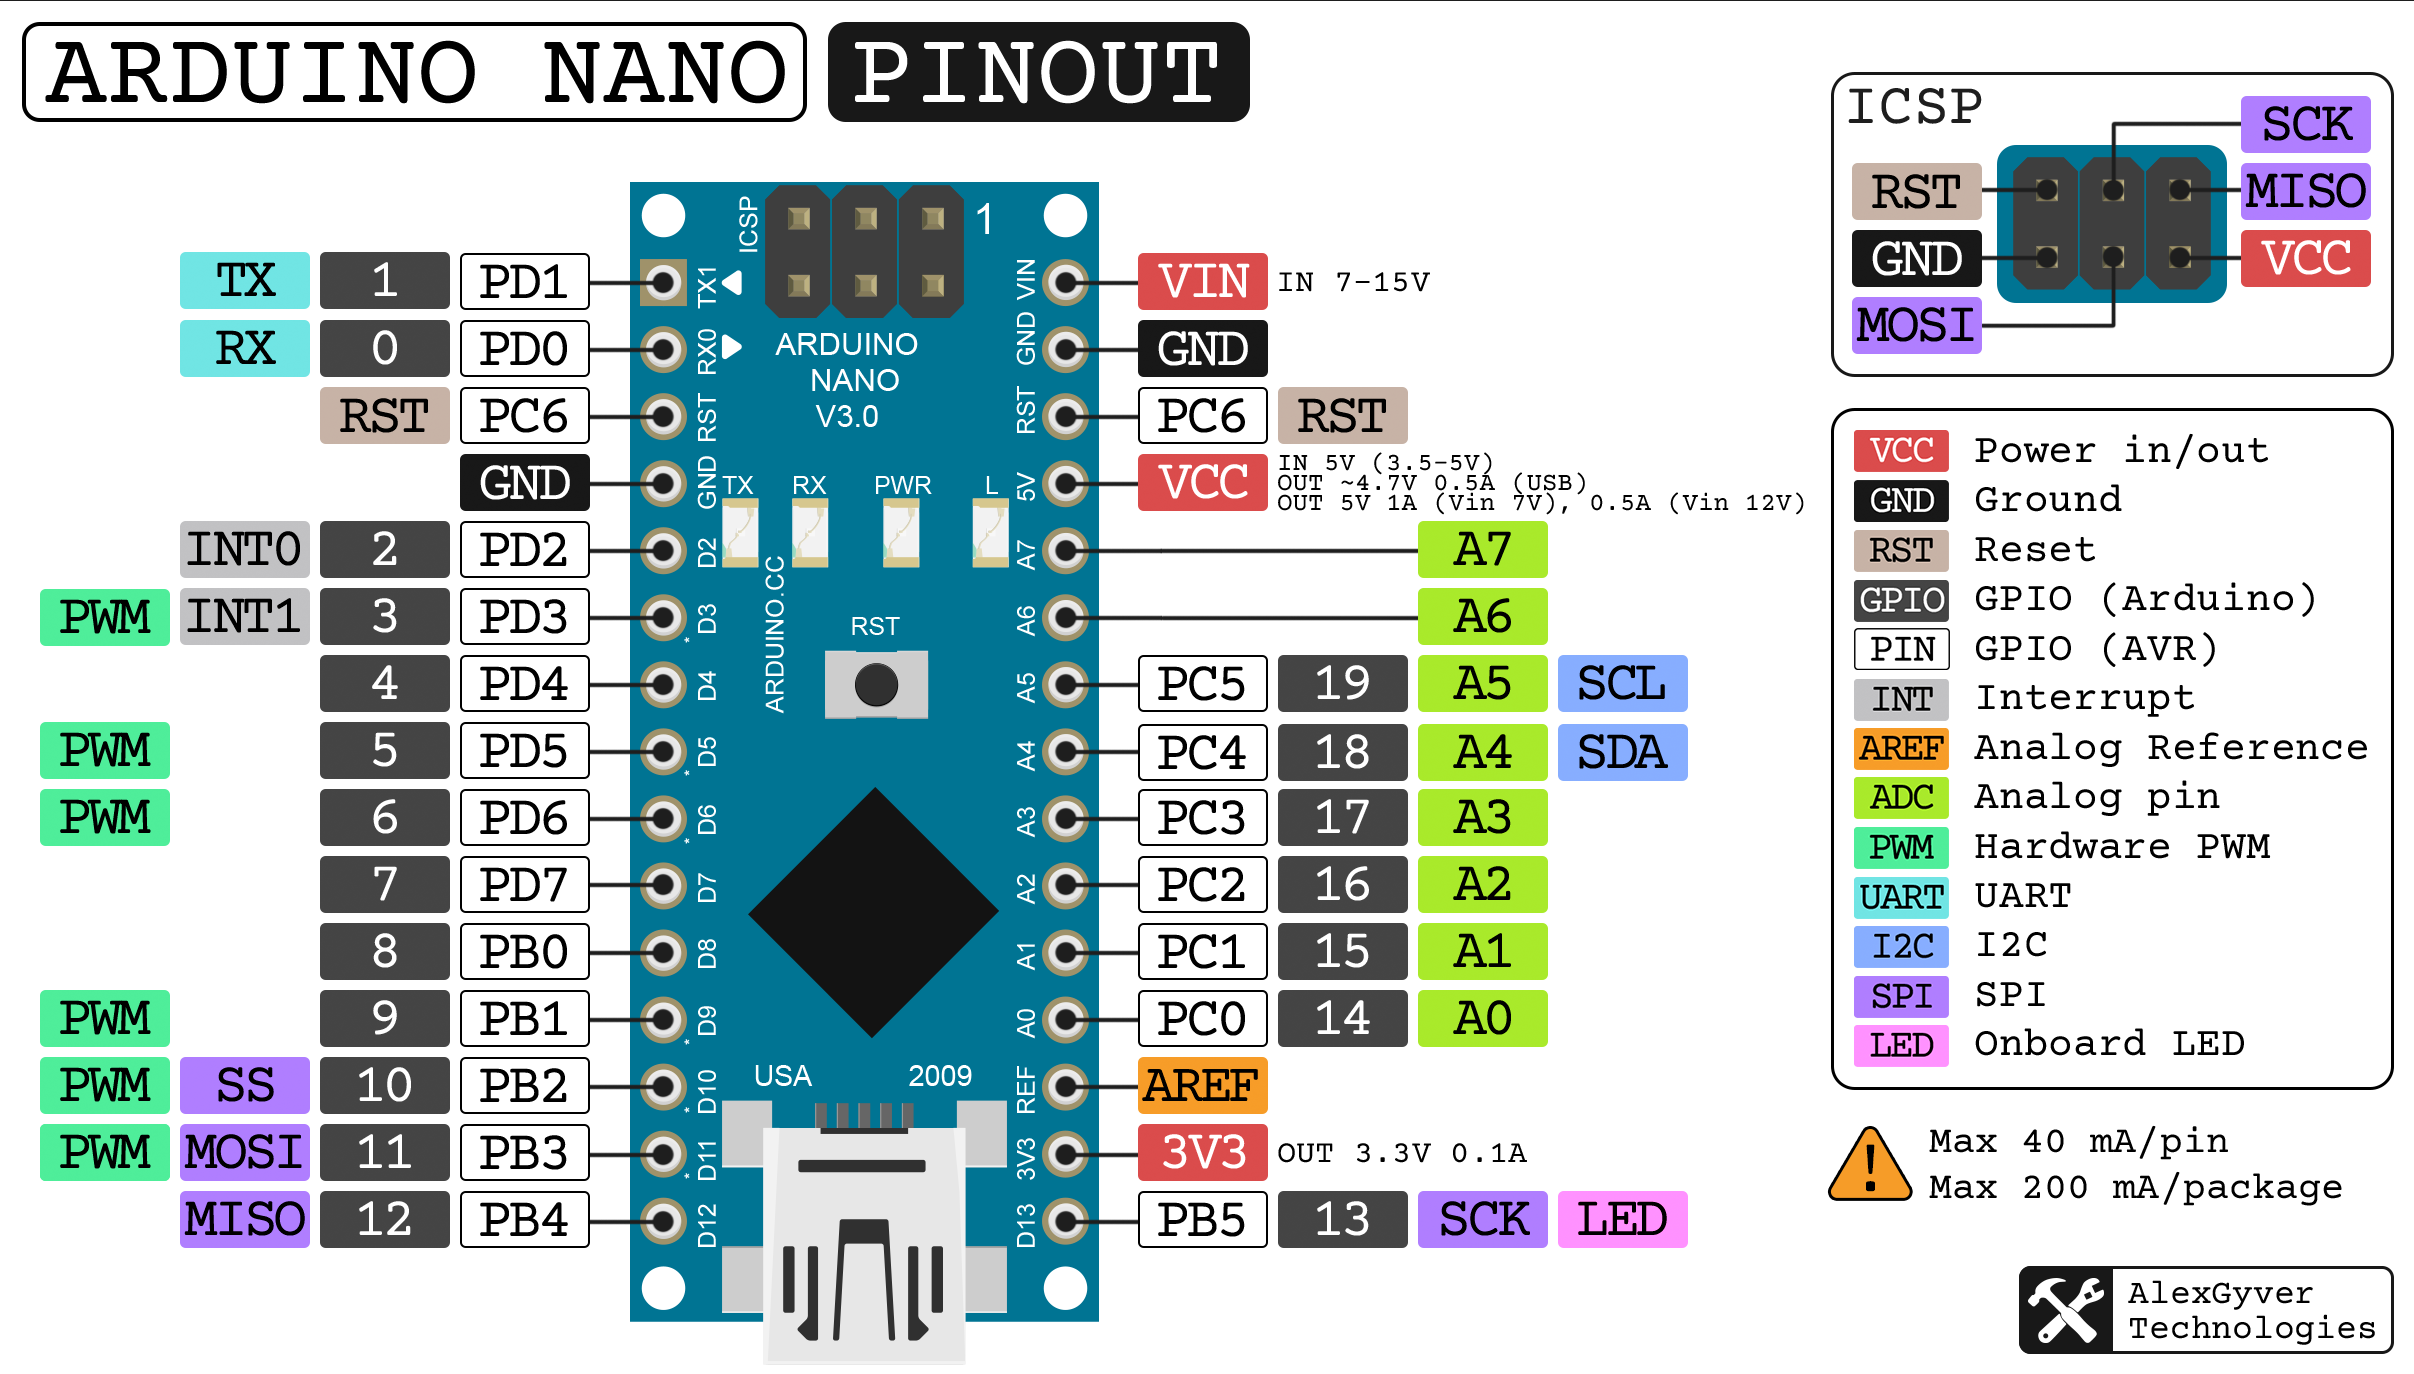 ARDUINO NANO PINOUT
ICSP
SCK
RST MISO
GND VCC
MOSI
ICSP 1
TX 1 PD1 TX1 VIN VIN IN 7-15V
RX 0 PD0 RX0 GND GND
ARDUINO
NANO
V3.0
RST PC6 RST RST PC6 RST
GND GND 5V VCC IN 5V (3.5-5V)
OUT ~4.7V 0.5A (USB)
OUT 5V 1A (Vin 7V), 0.5A (Vin 12V)
TX RX PWR L
INT0 2 PD2 D2 A7 A7
PWM INT1 3 PD3 D3 * A6 A6
ARDUINO.CC
RST
4 PD4 D4 A5 PC5 19 A5 SCL
PWM 5 PD5 D5 * A4 PC4 18 A4 SDA
PWM 6 PD6 D6 * A3 PC3 17 A3
7 PD7 D7 A2 PC2 16 A2
8 PB0 D8 A1 PC1 15 A1
PWM 9 PB1 D9 * A0 PC0 14 A0
USA 2009
PWM SS 10 PB2 D10 * REF AREF
PWM MOSI 11 PB3 D11 * 3V3 3V3 OUT 3.3V 0.1A
MISO 12 PB4 D12 D13 PB5 13 SCK LED
VCC Power in/out
GND Ground
RST Reset
GPIO GPIO (Arduino)
PIN GPIO (AVR)
INT Interrupt
AREF Analog Reference
ADC Analog pin
PWM Hardware PWM
UART UART
I2C I2C
SPI SPI
LED Onboard LED
! Max 40 mA/pin
Max 200 mA/package
AlexGyver
Technologies